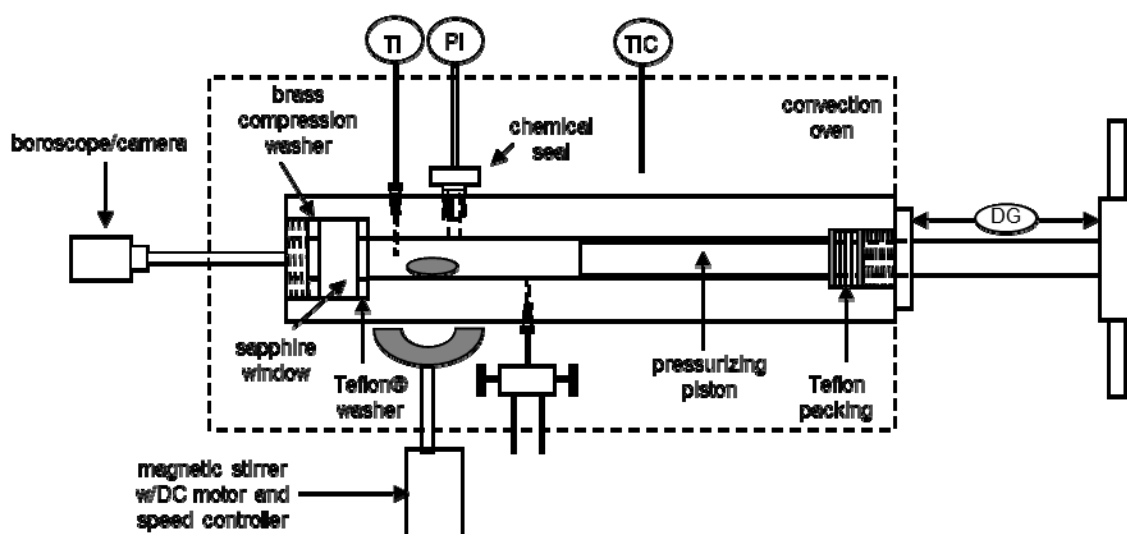 TI
PI
TIC
brass
compression
washer
convection
oven
chemical
seal
boroscope/camera
DG
sapphire
window
Teflon®
washer
pressurizing
piston
Teflon
packing
magnetic stirrer
w/DC motor and
speed controller